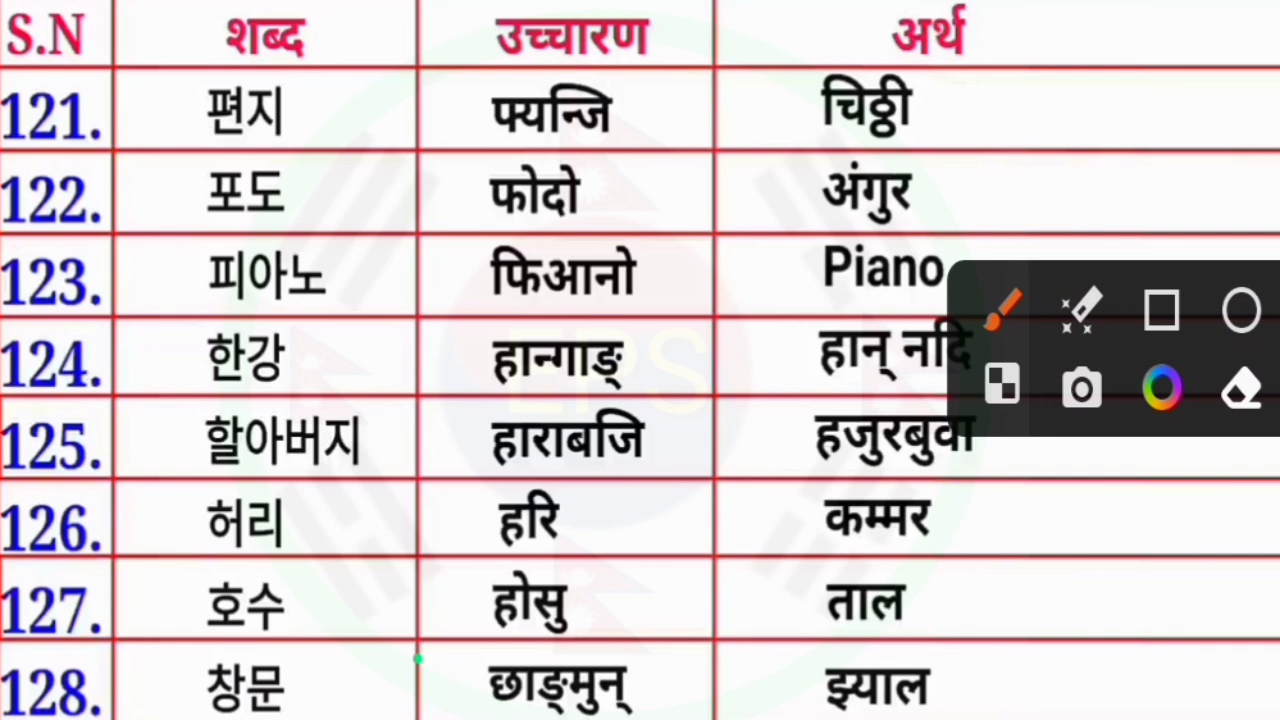 S.N शब्द उच्चारण अर्थ
121. 편지 फ्यन्जि चिठ्ठी
122. 포도 फोदो अंगुर
123. 피아노 फिआनो Piano
124. 한강 हान्गाङ् हान् नदि
125. 할아버지 हाराबजि हजुरबुवा
126. 허리 हरि कम्मर
127. 호수 होसु ताल
128. 창문 छाङ्मुन् झ्याल
EPS